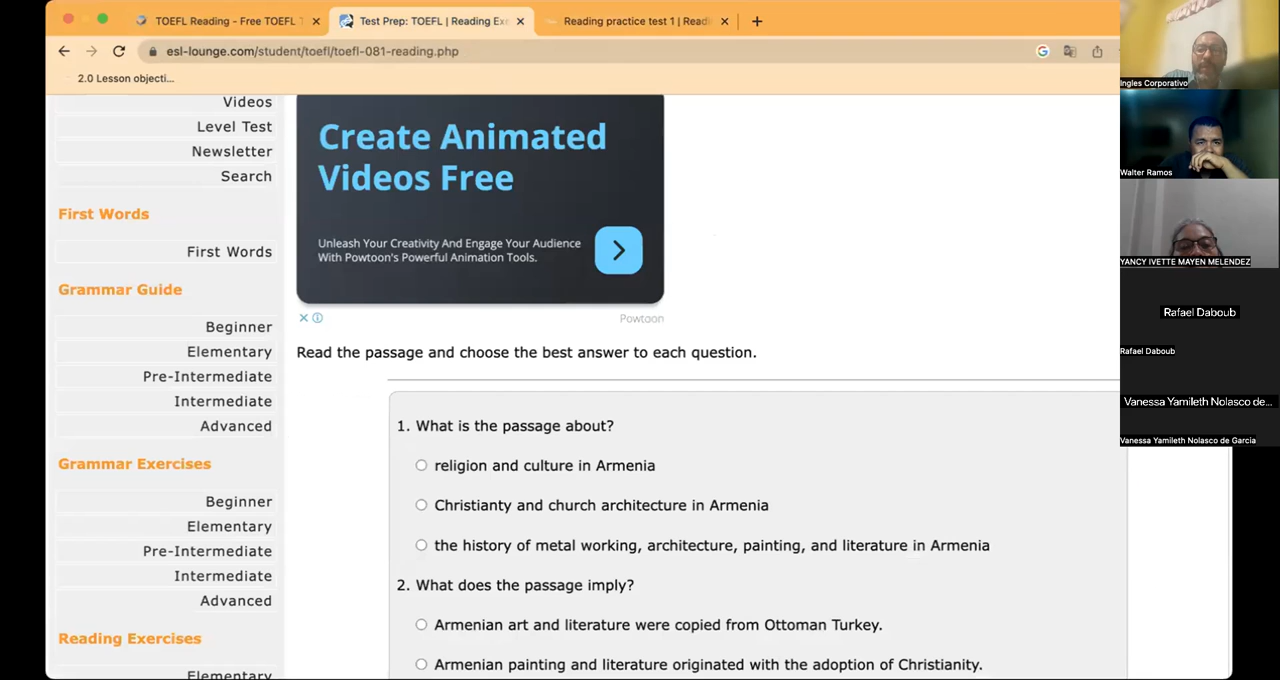 TOEFL Reading - Free TOEFL T
Test Prep: TOEFL | Reading Exe
Reading practice test 1 | Readi
esl-lounge.com/student/toefl/toefl-081-reading.php
2.0 Lesson objecti...
Videos
Level Test
Newsletter
Search
First Words
First Words
Grammar Guide
Beginner
Elementary
Pre-Intermediate
Intermediate
Advanced
Grammar Exercises
Beginner
Elementary
Pre-Intermediate
Intermediate
Advanced
Reading Exercises
Elementary
Create Animated
Videos Free
Unleash Your Creativity And Engage Your Audience
With Powtoon's Powerful Animation Tools.
Powtoon
Read the passage and choose the best answer to each question.
1. What is the passage about?
religion and culture in Armenia
Christianty and church architecture in Armenia
the history of metal working, architecture, painting, and literature in Armenia
2. What does the passage imply?
Armenian art and literature were copied from Ottoman Turkey.
Armenian painting and literature originated with the adoption of Christianity.
Ingles Corporativo
Walter Ramos
YANCY IVETTE MAYEN MELENDEZ
Rafael Daboub
Rafael Daboub
Vanessa Yamileth Nolasco de...
Vanessa Yamileth Nolasco de Garcia